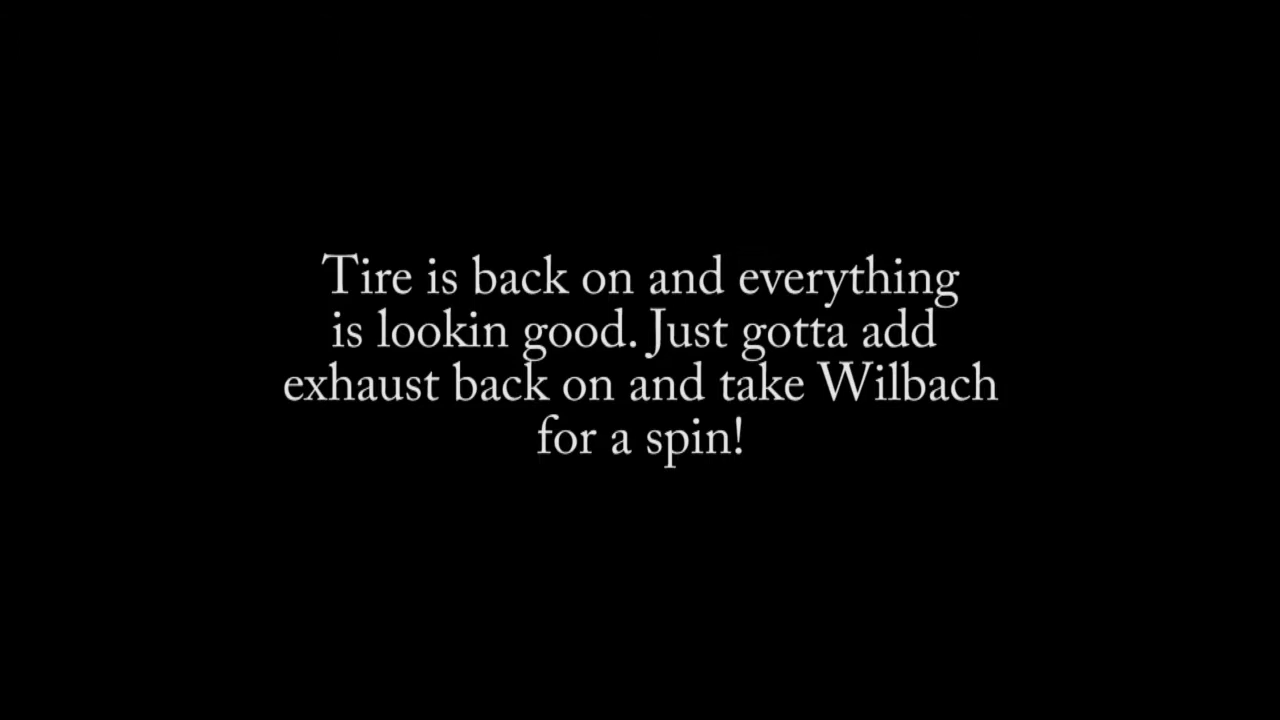 Tire is back on and everything
is lookin good. Just gotta add
exhaust back on and take Wilbach
for a spin!